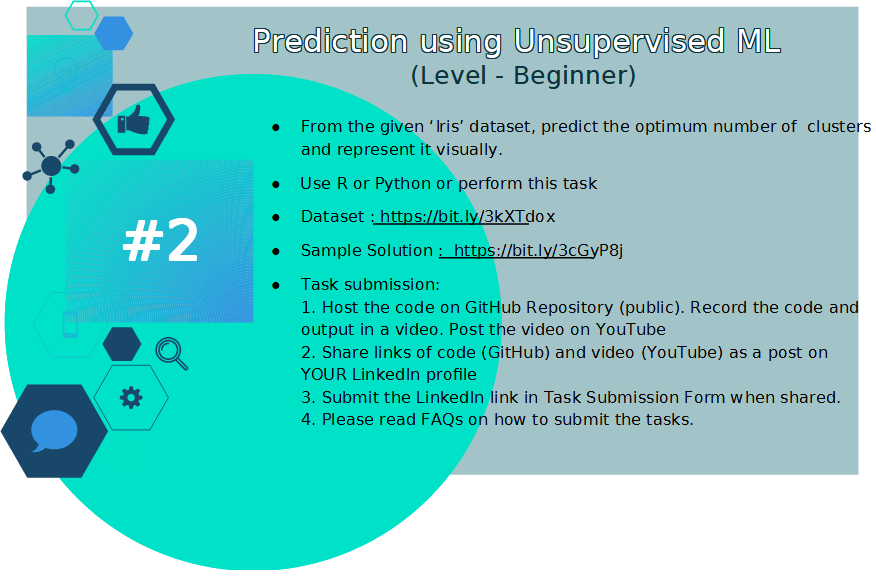 Prediction using Unsupervised ML
(Level - Beginner)
● From the given ‘Iris’ dataset, predict the optimum number of clusters
and represent it visually.
● Use R or Python or perform this task
● Dataset : https://bit.ly/3kXTdox
● Sample Solution : https://bit.ly/3cGyP8j
● Task submission:
1. Host the code on GitHub Repository (public). Record the code and
output in a video. Post the video on YouTube
2. Share links of code (GitHub) and video (YouTube) as a post on
YOUR LinkedIn profile
3. Submit the LinkedIn link in Task Submission Form when shared.
4. Please read FAQs on how to submit the tasks.
#2